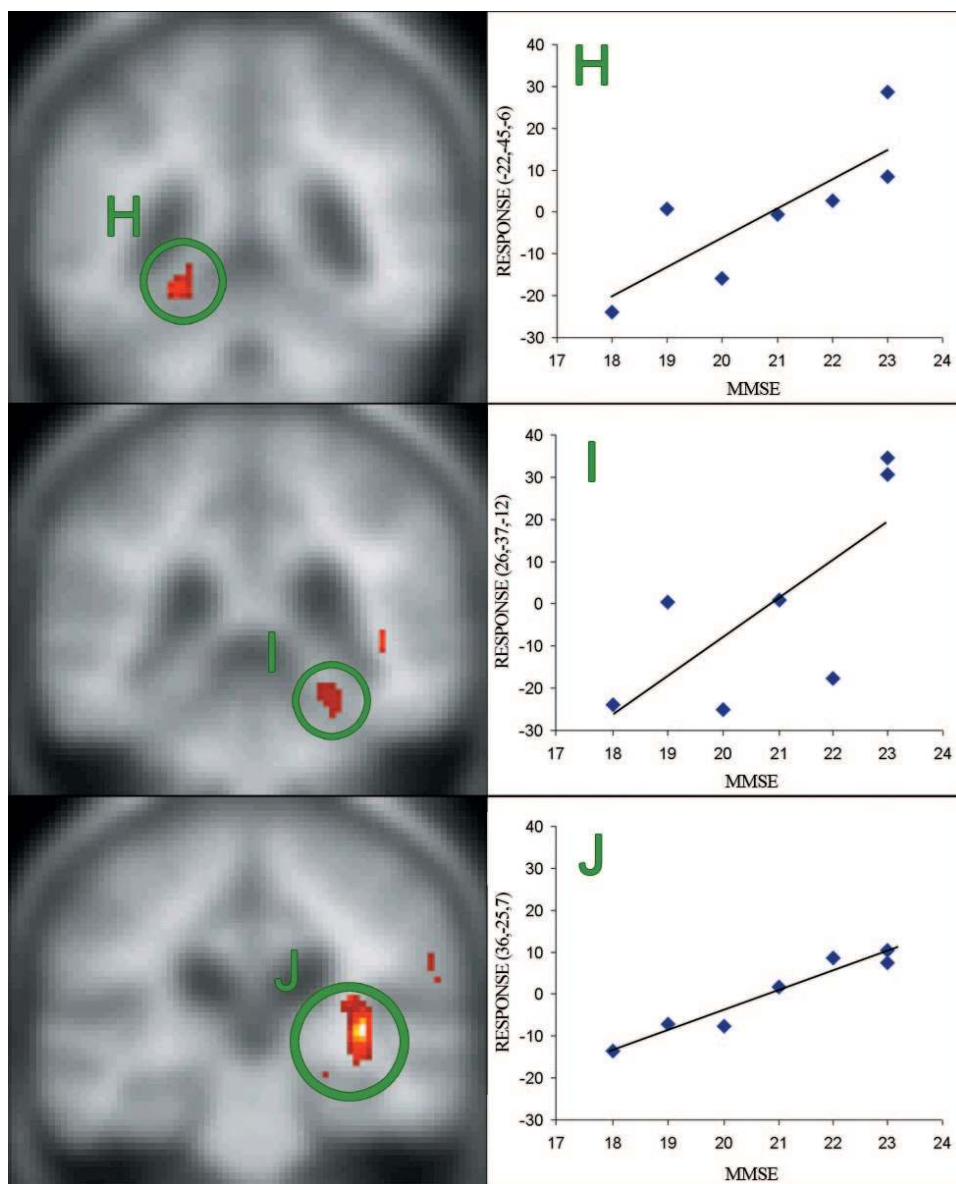 H
H
RESPONSE (-22,-45,-6)
40
30
20
10
0
-10
-20
-30
17 18 19 20 21 22 23 24
MMSE
I
I
RESPONSE (26,-37,-12)
40
30
20
10
0
-10
-20
-30
17 18 19 20 21 22 23 24
MMSE
J
J
RESPONSE (36,-25,7)
40
30
20
10
0
-10
-20
-30
17 18 19 20 21 22 23 24
MMSE